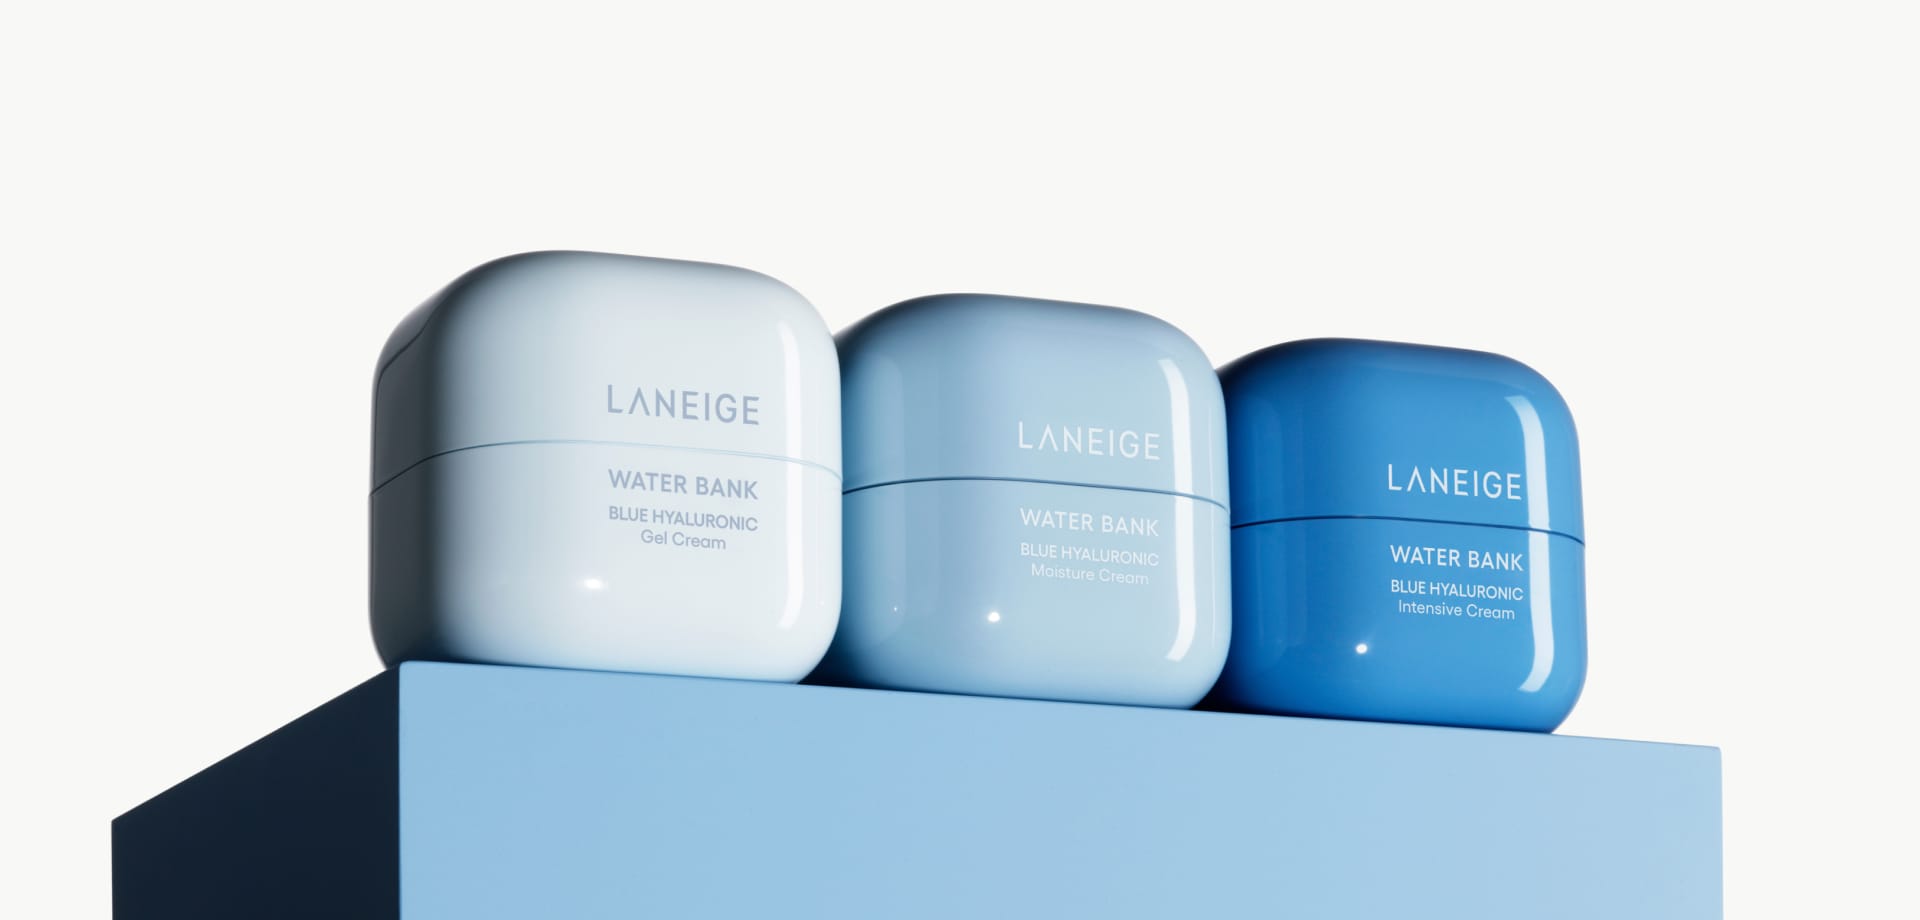 LANEIGE
WATER BANK
BLUE HYALURONIC
Gel Cream
LANEIGE
WATER BANK
BLUE HYALURONIC
Moisture Cream
LANEIGE
WATER BANK
BLUE HYALURONIC
Intensive Cream